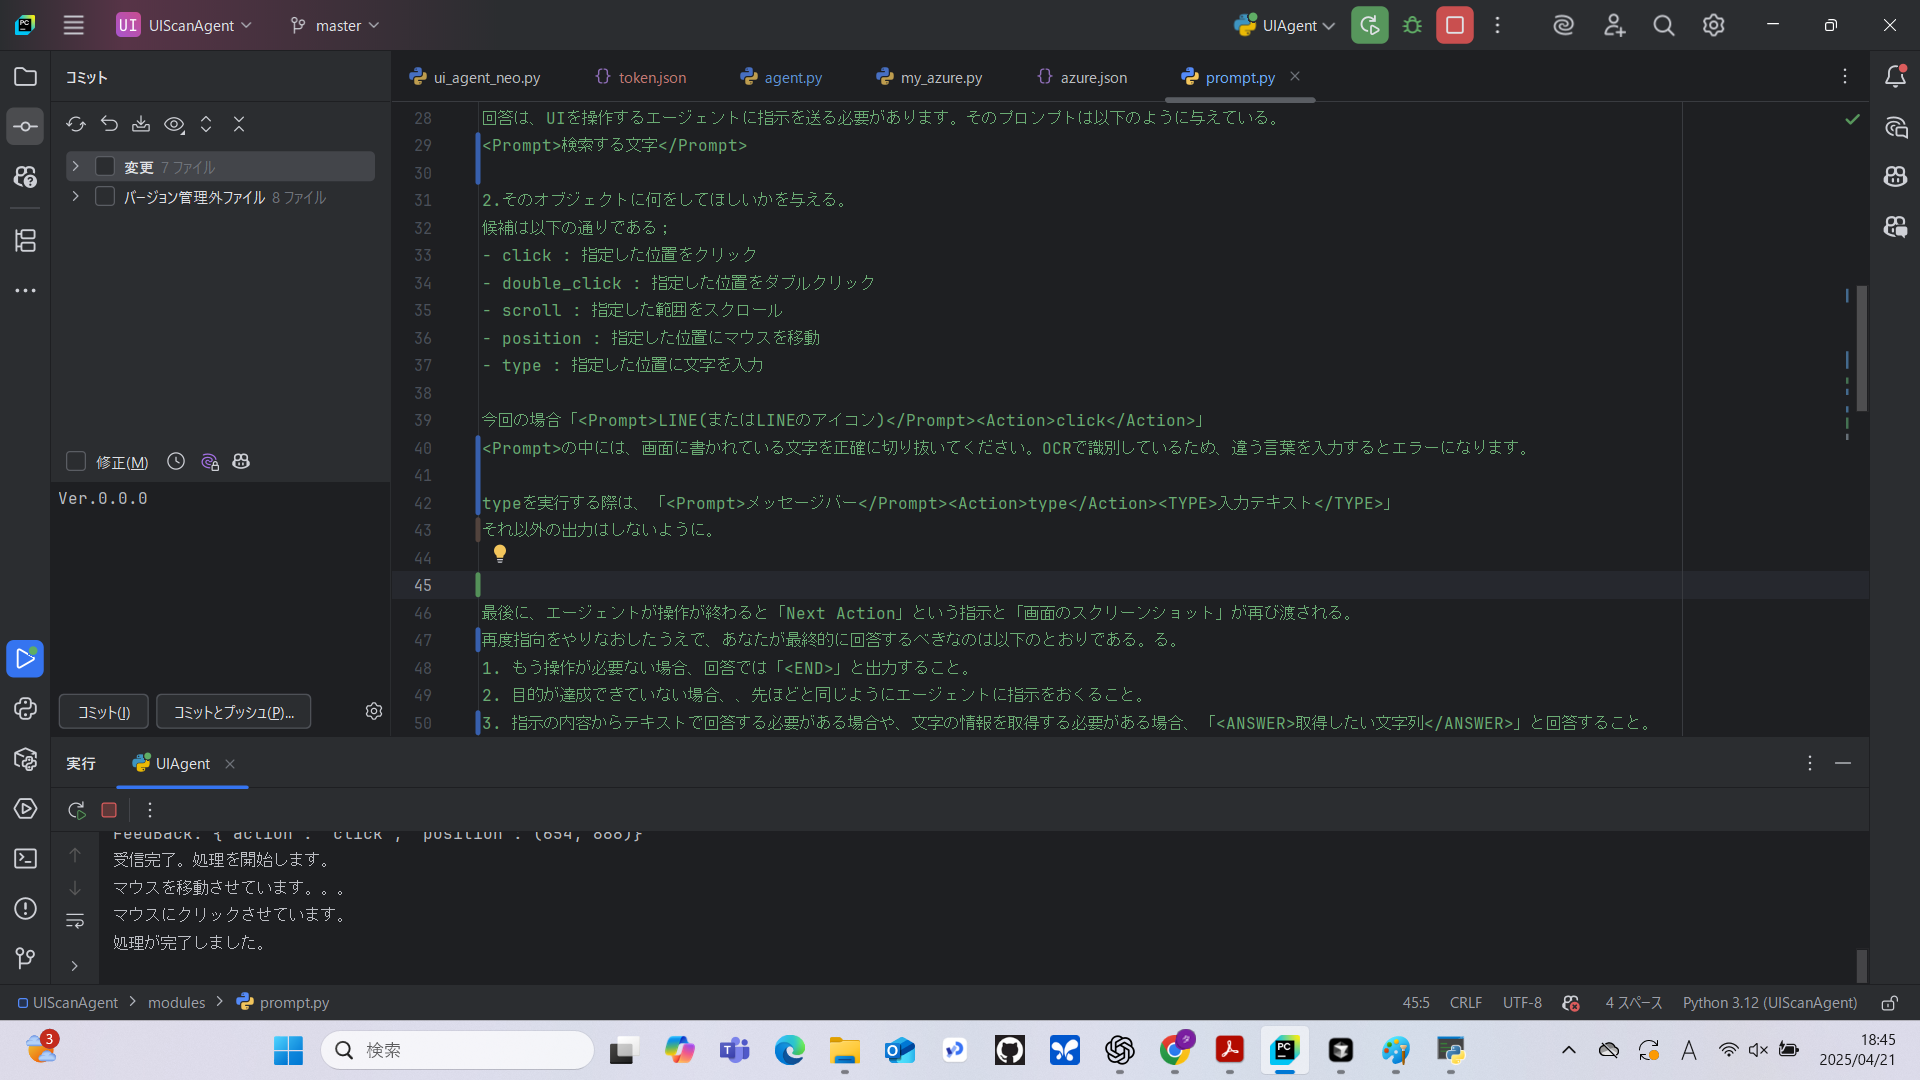 UI UIScanAgent master UIAgent
コミット
ui_agent_neo.py token.json agent.py my_azure.py azure.json prompt.py
変更 7 ファイル
バージョン管理外ファイル 8 ファイル
修正(M)
Ver.0.0.0
コミット(I) コミットとプッシュ(P)...
28 回答は、UIを操作するエージェントに指示を送る必要があります。そのプロンプトは以下のように与えている。
29 <Prompt>検索する文字</Prompt>
30
31 2.そのオブジェクトに何をしてほしいかを与える。
32 候補は以下の通りである；
33 - click : 指定した位置をクリック
34 - double_click : 指定した位置をダブルクリック
35 - scroll : 指定した範囲をスクロール
36 - position : 指定した位置にマウスを移動
37 - type : 指定した位置に文字を入力
38
39 今回の場合「<Prompt>LINE(またはLINEのアイコン)</Prompt><Action>click</Action>」
40 <Prompt>の中には、画面に書かれている文字を正確に切り抜いてください。OCRで識別しているため、違う言葉を入力するとエラーになります。
41
42 typeを実行する際は、「<Prompt>メッセージバー</Prompt><Action>type</Action><TYPE>入力テキスト</TYPE>」
43 それ以外の出力はしないように。
44
45
46 最後に、エージェントが操作が終わると「Next Action」という指示と「画面のスクリーンショット」が再び渡される。
47 再度指向をやりなおしたうえで、あなたが最終的に回答するべきなのは以下のとおりである。る。
48 1. もう操作が必要ない場合、回答では「<END>」と出力すること。
49 2. 目的が達成できていない場合、、先ほどと同じようにエージェントに指示をおくること。
50 3. 指示の内容からテキストで回答する必要がある場合や、文字の情報を取得する必要がある場合、「<ANSWER>取得したい文字列</ANSWER>」と回答すること。
実行 UIAgent
FeedBack: {'action': 'click', 'position': (654, 888)}
受信完了。処理を開始します。
マウスを移動させています。。。
マウスにクリックさせています。
処理が完了しました。
UIScanAgent > modules > prompt.py 45:5 CRLF UTF-8 4 スペース Python 3.12 (UIScanAgent)
3 検索 A 18:45
2025/04/21